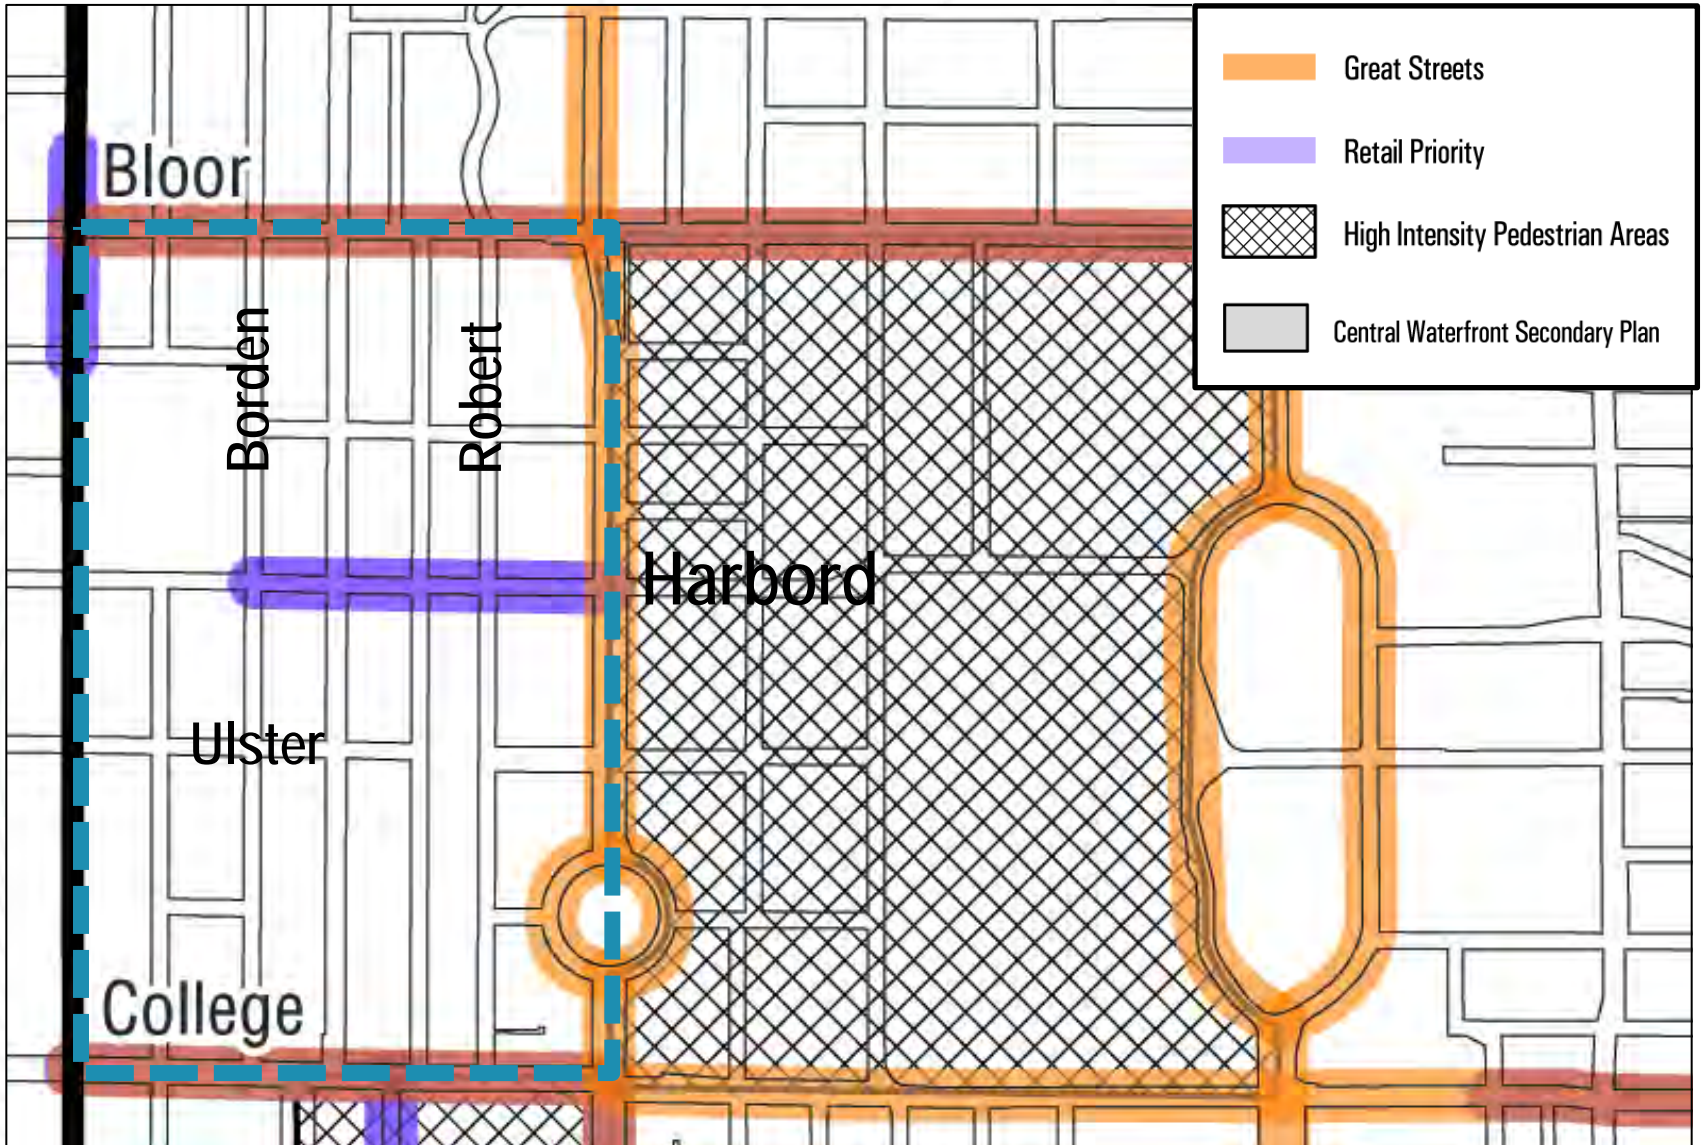 Great Streets
Retail Priority
High Intensity Pedestrian Areas
Central Waterfront Secondary Plan
Bloor
Borden
Robert
Harbord
Ulster
College